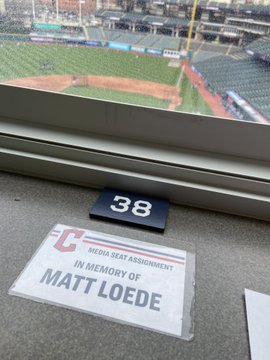 38
C
MEDIA SEAT ASSIGNMENT
IN MEMORY OF
MATT LOEDE